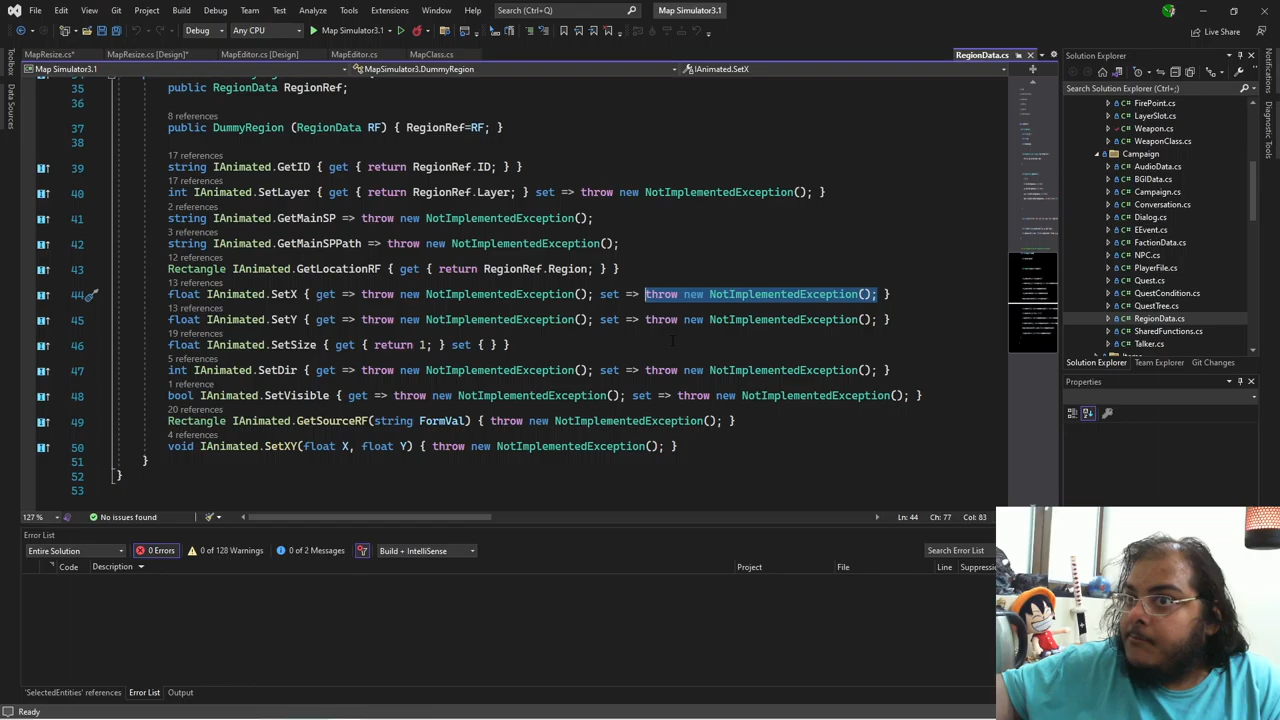 File Edit View Git Project Build Debug Team Test Analyze Tools Extensions Window Help Search (Ctrl+Q) Map Simulator3.1
Debug Any CPU Map Simulator3.1 Live Share
MapResize.cs* MapResize.cs [Design]* MapEditor.cs [Design] MapEditor.cs MapClass.cs RegionData.cs
Map Simulator3.1 MapSimulator3.DummyRegion IAnimated.SetX
Toolbox
Data Sources
35 public RegionData RegionRef;
36
8 references
37 public DummyRegion (RegionData RF) { RegionRef=RF; }
38
17 references
39 string IAnimated.GetID { get { return RegionRef.ID; } }
17 references
40 int IAnimated.SetLayer { get { return RegionRef.Layer; } set => throw new NotImplementedException(); }
2 references
41 string IAnimated.GetMainSP => throw new NotImplementedException();
3 references
42 string IAnimated.GetMainSID => throw new NotImplementedException();
12 references
43 Rectangle IAnimated.GetLocationRF { get { return RegionRef.Region; } }
13 references
44 float IAnimated.SetX { get => throw new NotImplementedException(); set => throw new NotImplementedException(); }
13 references
45 float IAnimated.SetY { get => throw new NotImplementedException(); set => throw new NotImplementedException(); }
19 references
46 float IAnimated.SetSize { get { return 1; } set { } }
5 references
47 int IAnimated.SetDir { get => throw new NotImplementedException(); set => throw new NotImplementedException(); }
1 reference
48 bool IAnimated.SetVisible { get => throw new NotImplementedException(); set => throw new NotImplementedException(); }
20 references
49 Rectangle IAnimated.GetSourceRF(string FormVal) { throw new NotImplementedException(); }
4 references
50 void IAnimated.SetXY(float X, float Y) { throw new NotImplementedException(); }
51 }
52 }
53
127 % No issues found Ln: 44 Ch: 77 Col: 83
Error List
Entire Solution 0 Errors 0 of 128 Warnings 0 of 2 Messages Build + IntelliSense Search Error List
Code Description Project File Line Suppressi
'SelectedEntities' references Error List Output
Ready
Solution Explorer
Search Solution Explorer (Ctrl+;)
FirePoint.cs
LayerSlot.cs
Weapon.cs
WeaponClass.cs
Campaign
AudioData.cs
BGIData.cs
Campaign.cs
Conversation.cs
Dialog.cs
EEvent.cs
FactionData.cs
NPC.cs
PlayerFile.cs
Quest.cs
QuestCondition.cs
QuestTree.cs
RegionData.cs
SharedFunctions.cs
Talker.cs
Solution Explorer Team Explorer Git Changes
Properties
Notifications
Diagnostic Tools